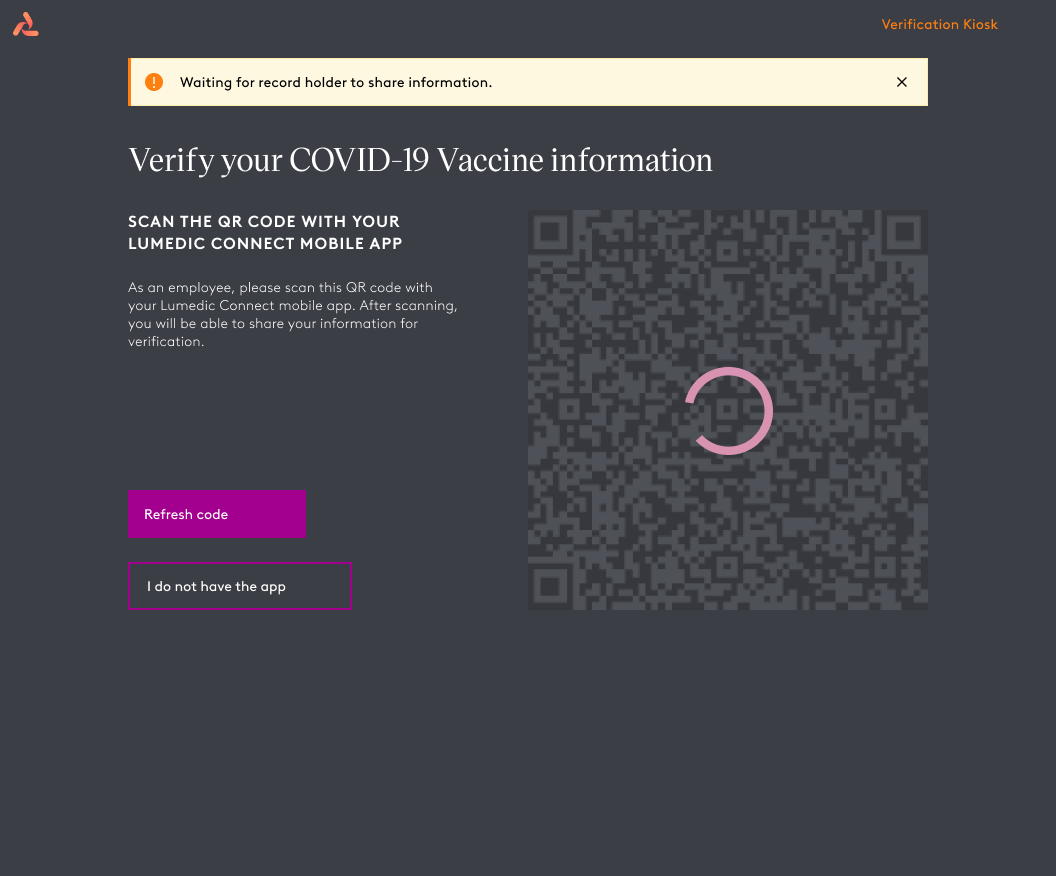 Verification Kiosk
Waiting for record holder to share information.
Verify your COVID-19 Vaccine information
SCAN THE QR CODE WITH YOUR
LUMEDIC CONNECT MOBILE APP
As an employee, please scan this QR code with
your Lumedic Connect mobile app. After scanning,
you will be able to share your information for
verification.
Refresh code
I do not have the app